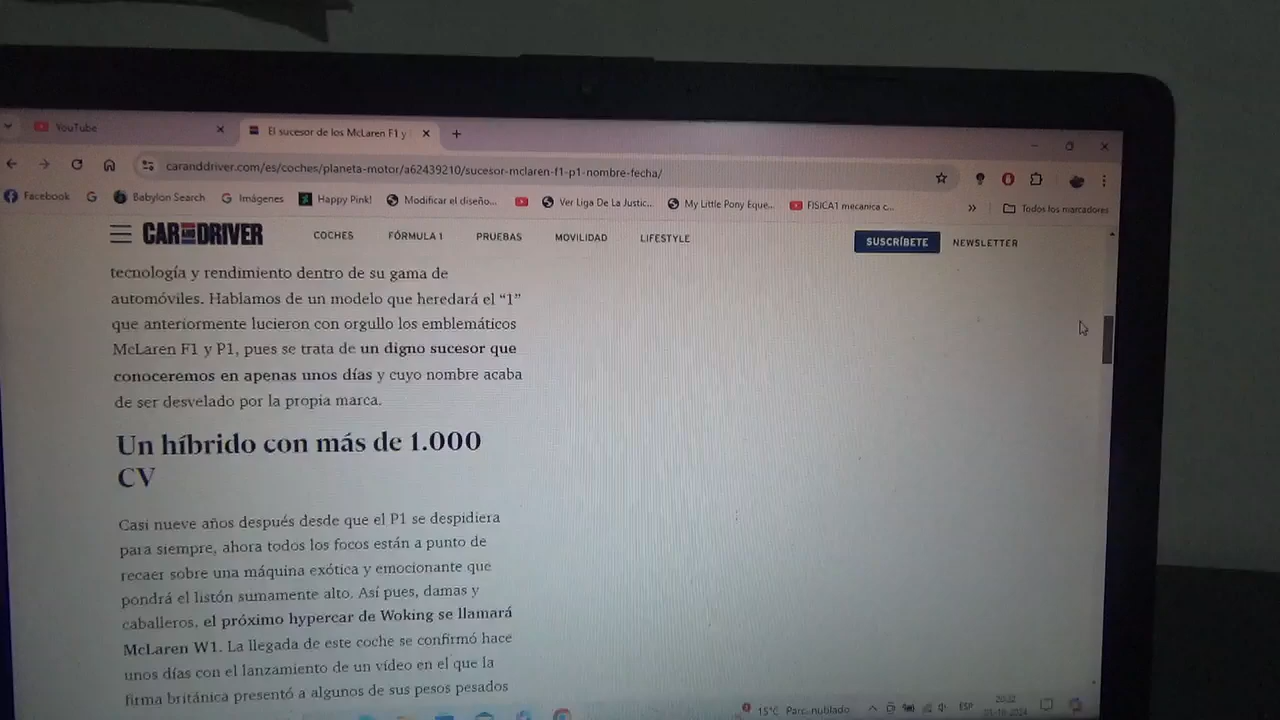 YouTube
El sucesor de los McLaren F1 y
caranddriver.com/es/coches/planeta-motor/a62439210/sucesor-mclaren-f1-p1-nombre-fecha/
Facebook Babylon Search Imágenes Happy Pink! Modificar el diseño... Ver Liga De La Justic... My Little Pony Eque... FISICA1 mecanica c... » Todos los marcadores
CAR AND DRIVER COCHES FÓRMULA 1 PRUEBAS MOVILIDAD LIFESTYLE SUSCRÍBETE NEWSLETTER
tecnología y rendimiento dentro de su gama de
automóviles. Hablamos de un modelo que heredará el “1”
que anteriormente lucieron con orgullo los emblemáticos
McLaren F1 y P1, pues se trata de un digno sucesor que
conoceremos en apenas unos días y cuyo nombre acaba
de ser desvelado por la propia marca.
Un híbrido con más de 1.000
CV
Casi nueve años después desde que el P1 se despidiera
para siempre, ahora todos los focos están a punto de
recaer sobre una máquina exótica y emocionante que
pondrá el listón sumamente alto. Así pues, damas y
caballeros, el próximo hypercar de Woking se llamará
McLaren W1. La llegada de este coche se confirmó hace
unos días con el lanzamiento de un vídeo en el que la
firma británica presentó a algunos de sus pesos pesados
15°C Parc. nublado ESP